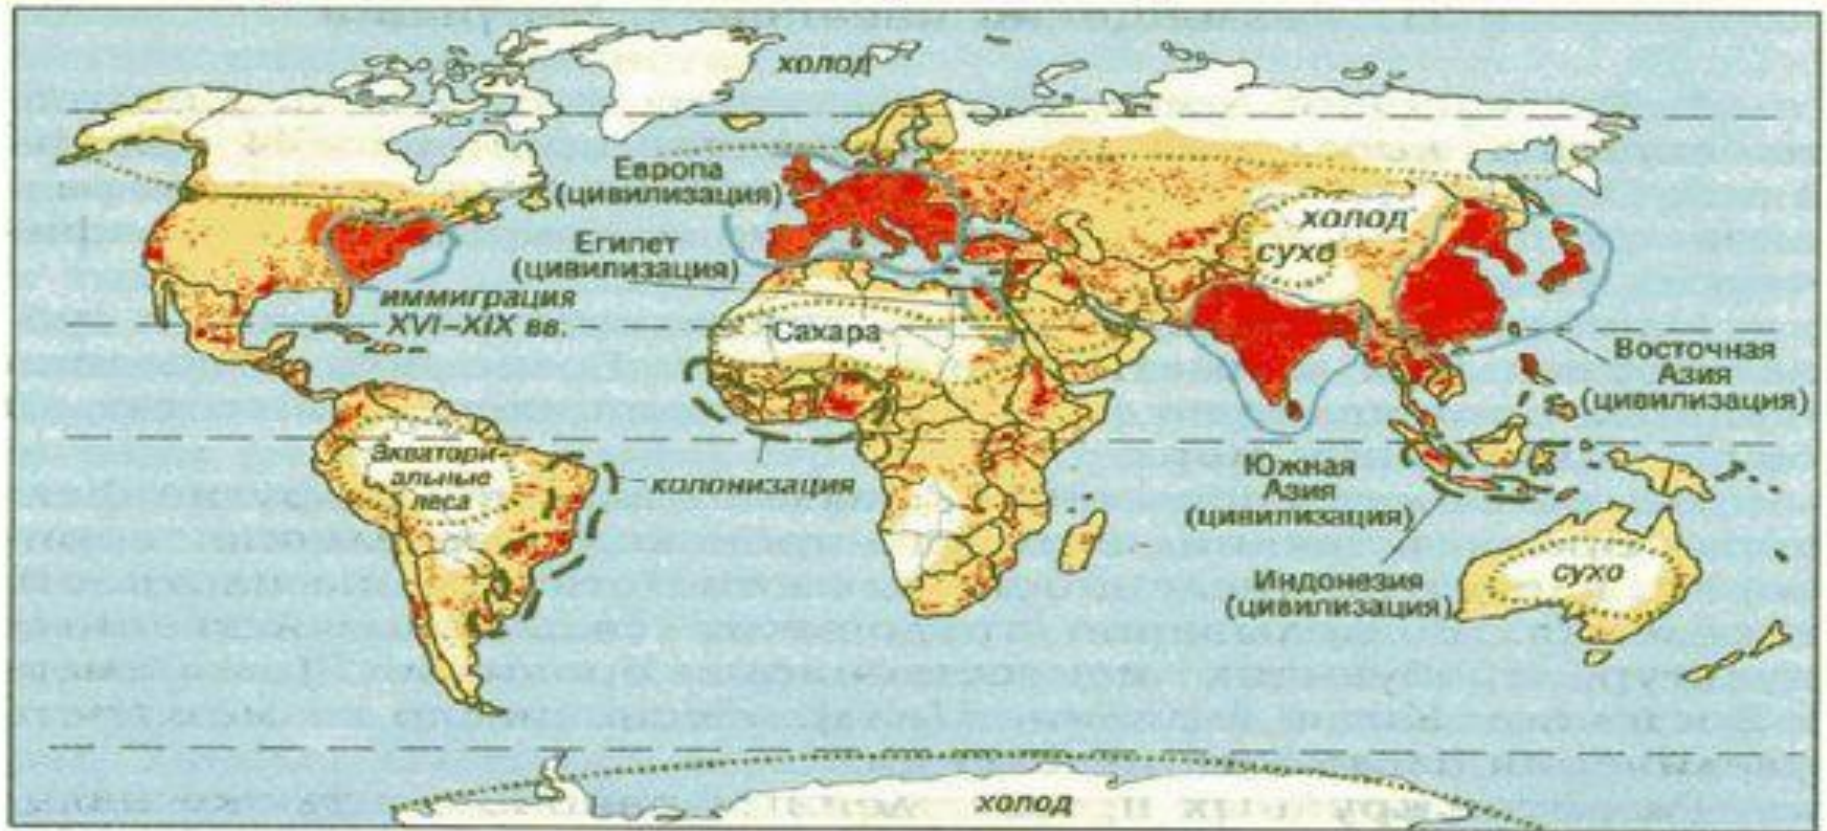 холод
Европа
(цивилизация)
холод
сухо
Египет
(цивилизация)
иммиграция
XVI–XIX вв.
Сахара
Восточная
Азия
(цивилизация)
Экватори-
альные
леса
колонизация
Южная
Азия
(цивилизация)
Индонезия
(цивилизация)
сухо
холод